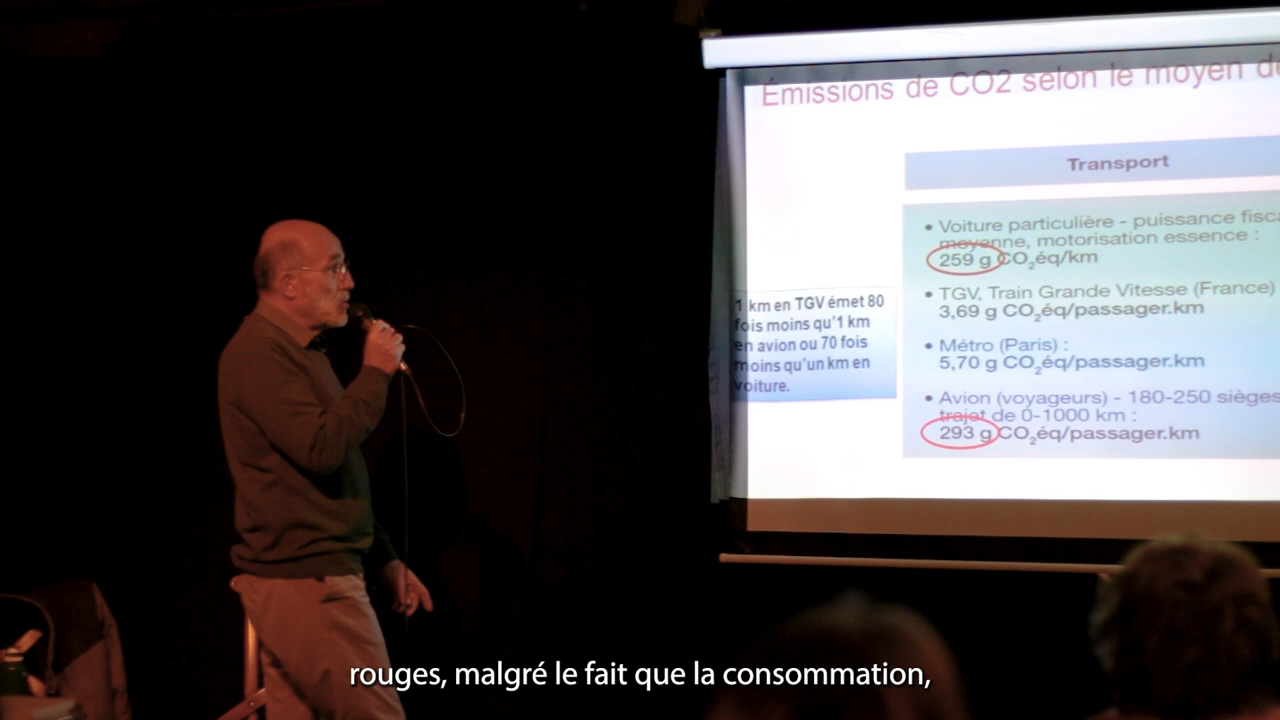 Émissions de CO2 selon le moyen
Transport
• Voiture particulière - puissance
moyenne, motorisation essence :
259 g CO₂éq/km
• TGV, Train Grande Vitesse (France)
3,69 g CO₂éq/passager.km
• Métro (Paris) :
5,70 g CO₂éq/passager.km
• Avion (voyageurs) - 180-250 sièges
trajet de 0-1000 km :
293 g CO₂éq/passager.km
1 km en TGV émet 80
fois moins qu'1 km
en avion ou 70 fois
moins qu'un km en
voiture.
rouges, malgré le fait que la consommation,